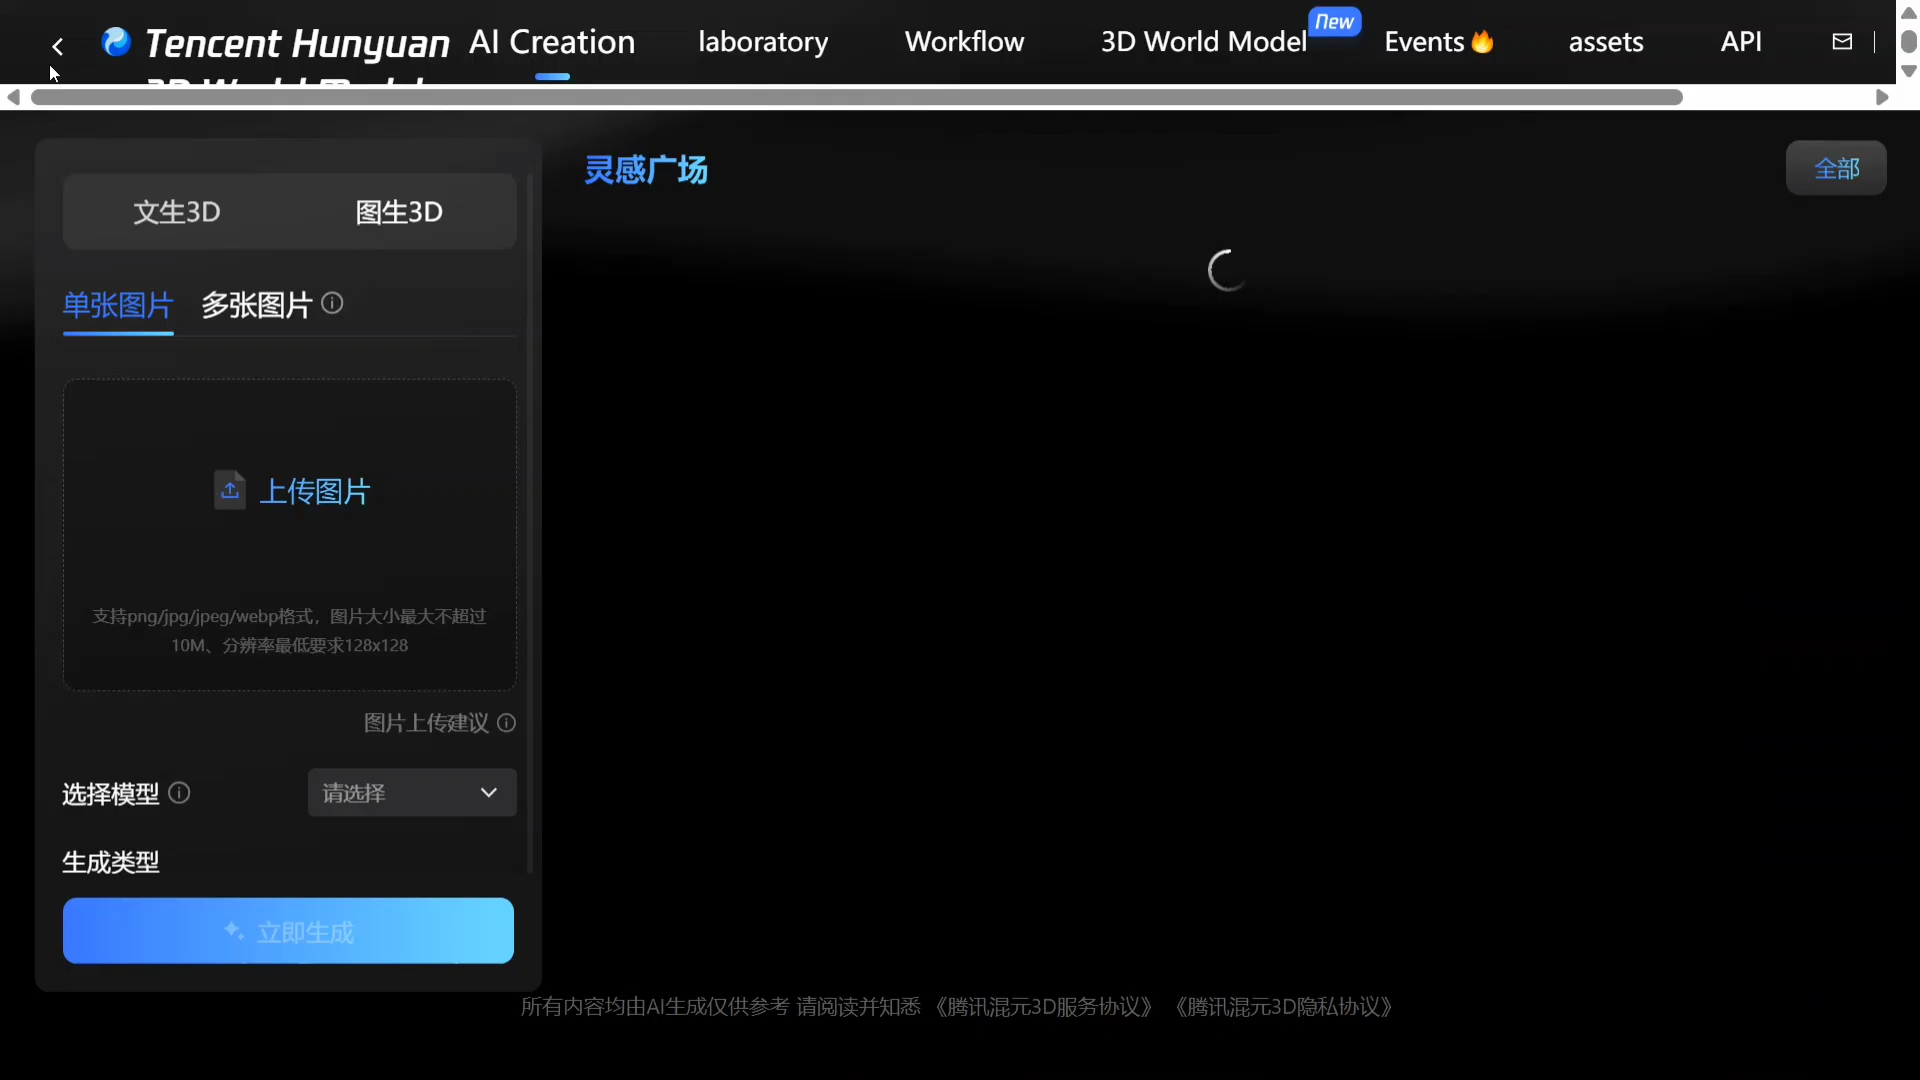 Tencent Hunyuan AI Creation laboratory Workflow 3D World Model New Events🔥 assets API
3D World Model
灵感广场 全部
文生3D 图生3D
单张图片 多张图片
上传图片
支持png/jpg/jpeg/webp格式，图片大小最大不超过
10M、分辨率最低要求128x128
图片上传建议
选择模型 请选择
生成类型
立即生成
所有内容均由AI生成仅供参考 请阅读并知悉 《腾讯混元3D服务协议》 《腾讯混元3D隐私协议》